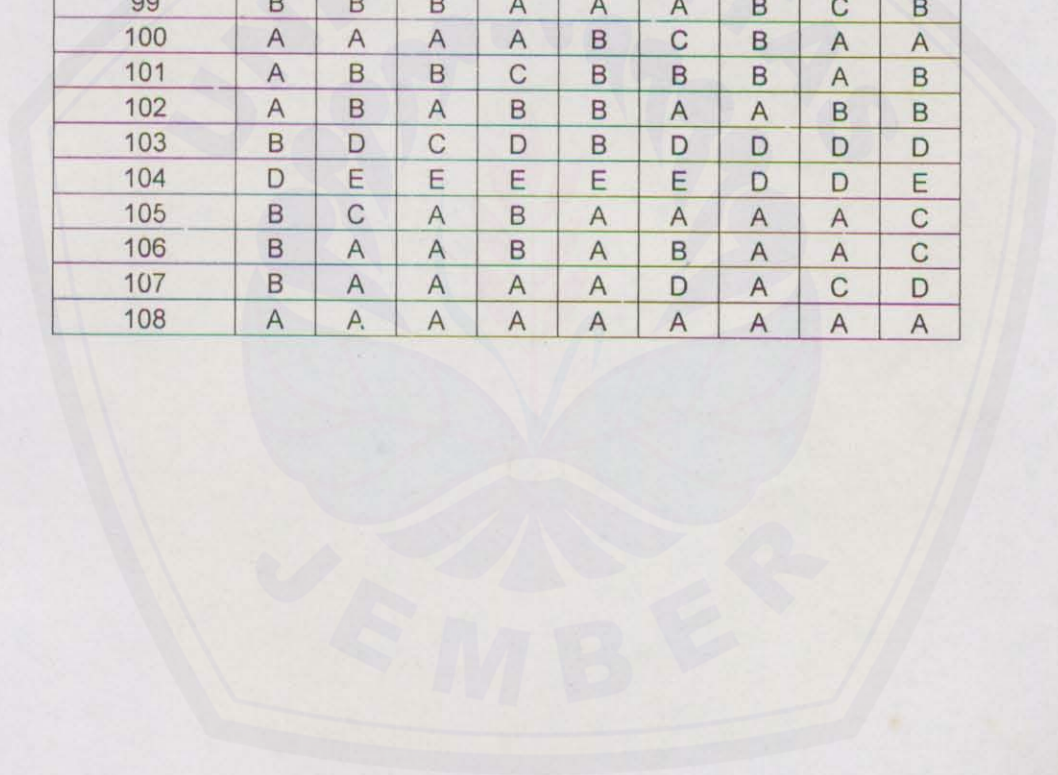 99 B B B A A A B C B
100 A A A A B C B A A
101 A B B C B B B A B
102 A B A B B A A B B
103 B D C D B D D D D
104 D E E E E E D D E
105 B C A B A A A A C
106 B A A B A B A A C
107 B A A A A D A C D
108 A A. A A A A A A A
JEMBER